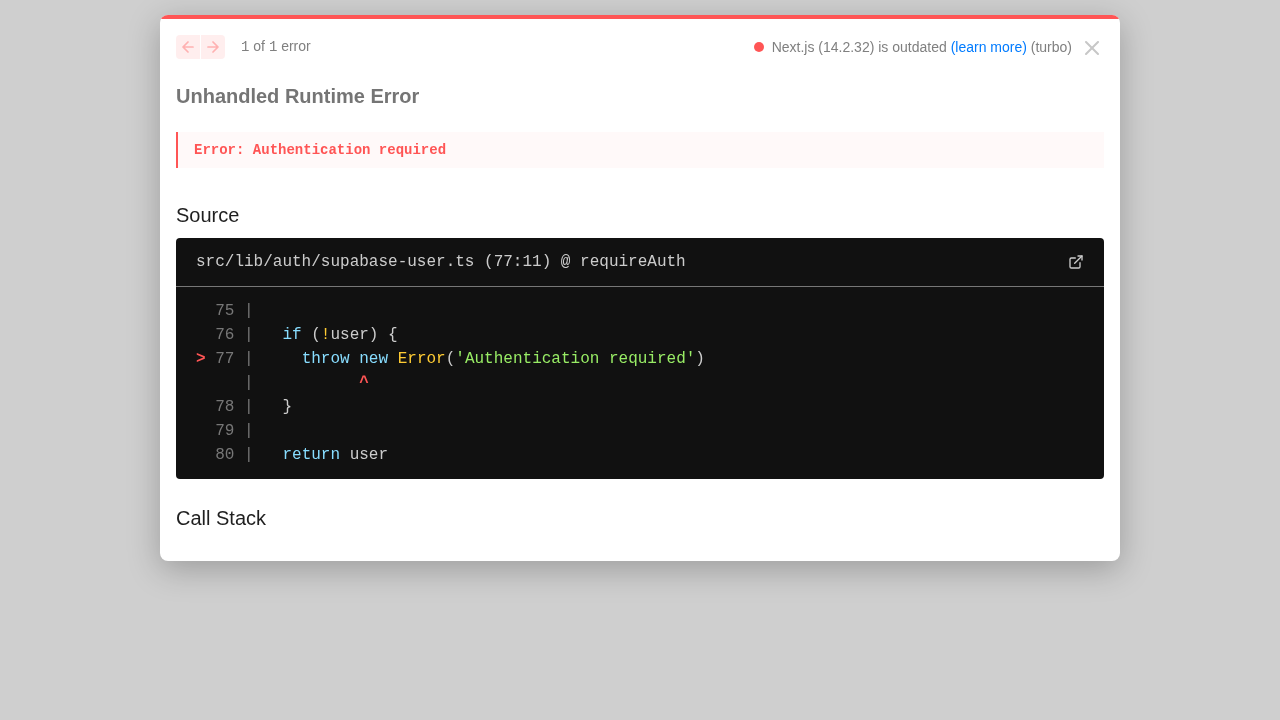 1 of 1 error
Next.js (14.2.32) is outdated (learn more) (turbo)
Unhandled Runtime Error
Error: Authentication required
Source
src/lib/auth/supabase-user.ts (77:11) @ requireAuth
75 |
76 |   if (!user) {
> 77 |     throw new Error('Authentication required')
|           ^
78 |   }
79 |
80 |   return user
Call Stack